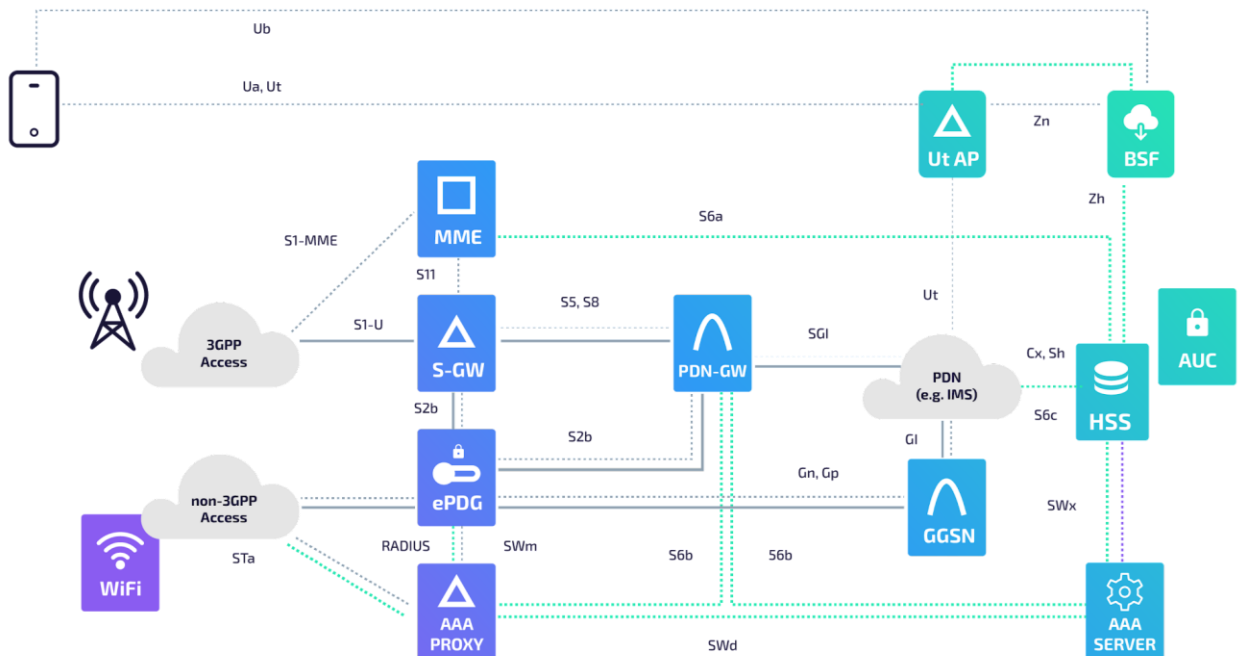 Ub
Ua, Ut
Ut AP
Zn
BSF
Zh
MME
S6a
S1-MME
S11
Ut
3GPP
Access
S1-U
S-GW
S5, S8
PDN-GW
SGI
PDN
(e.g. IMS)
Cx, Sh
S6c
HSS
AUC
S2b
S2b
GI
ePDG
Gn, Gp
GGSN
non-3GPP
Access
WiFi
STa
RADIUS
SWm
S6b
S6b
SWx
AAA
PROXY
SWd
AAA
SERVER